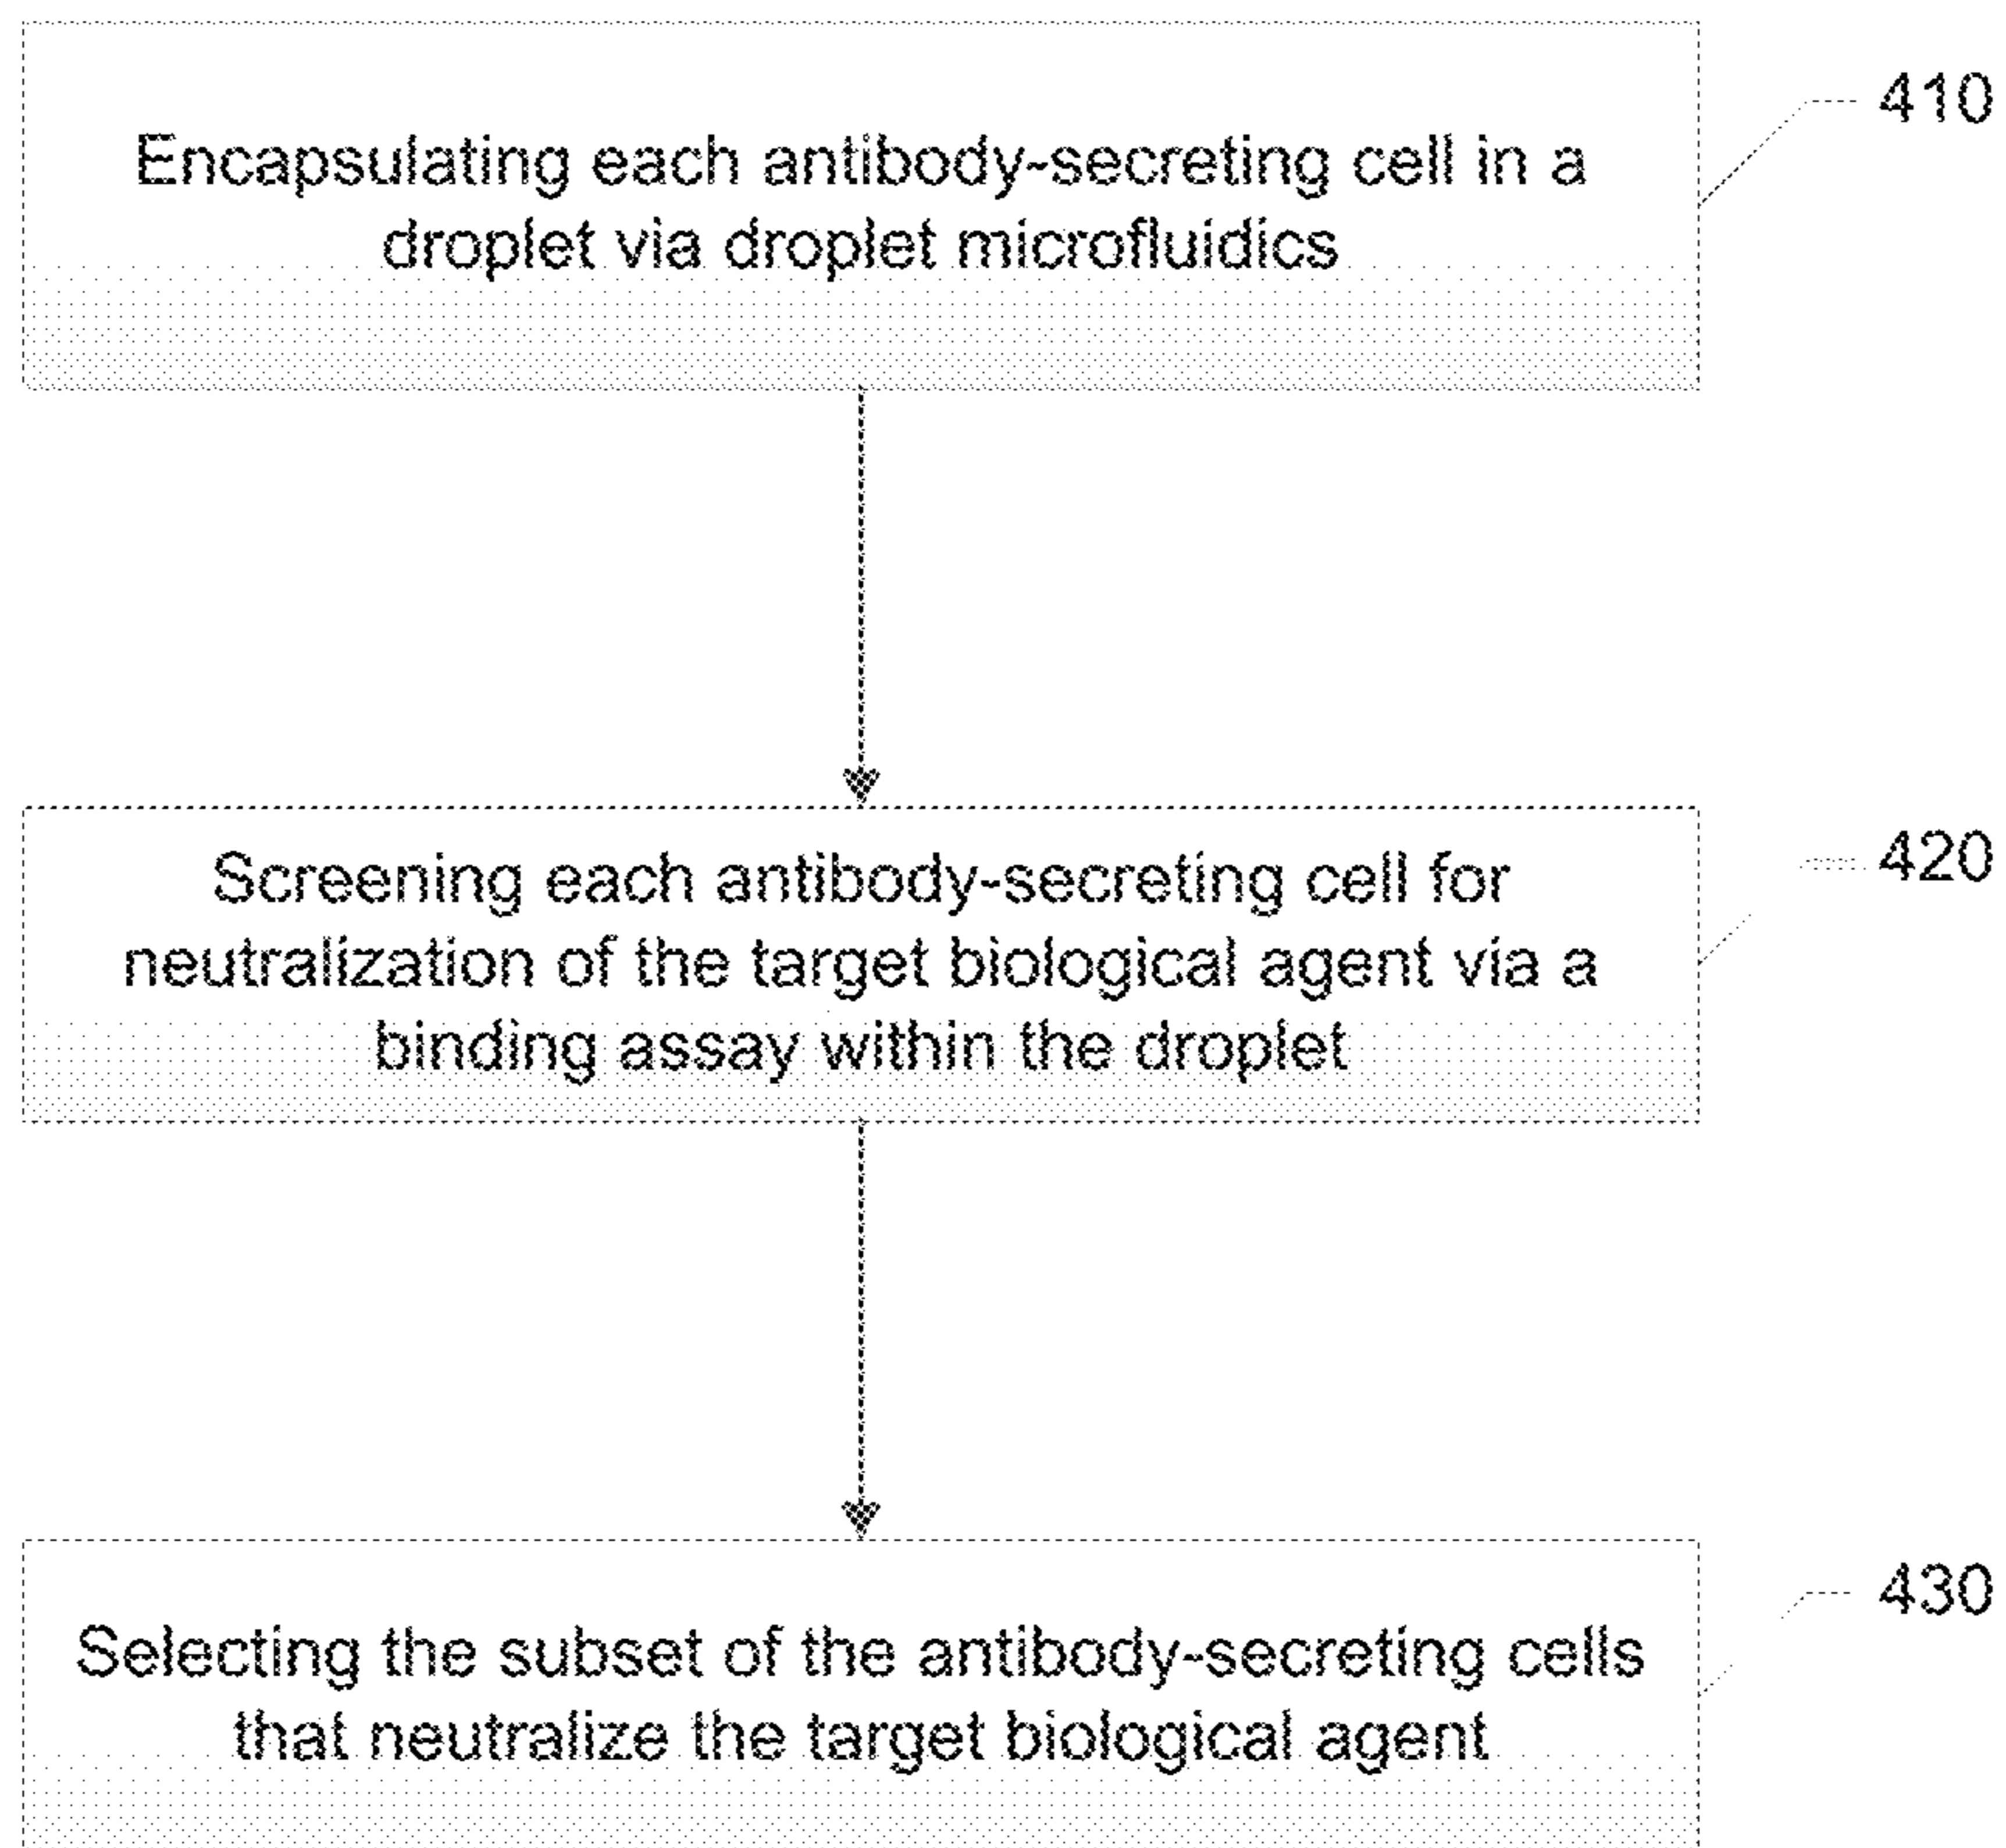 Encapsulating each antibody-secreting cell in a
droplet via droplet microfluidics
410
Screening each antibody-secreting cell for
neutralization of the target biological agent via a
binding assay within the droplet
420
Selecting the subset of the antibody-secreting cells
that neutralize the target biological agent
430